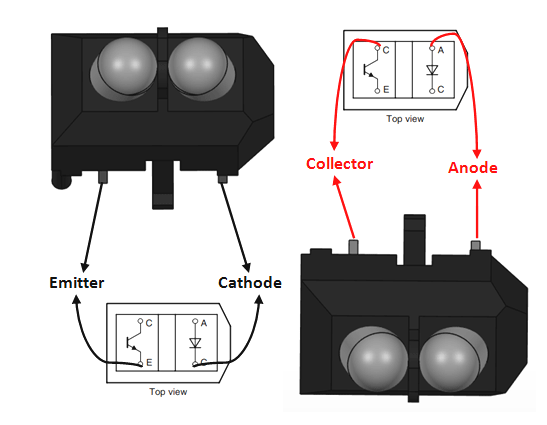 C A
E C
Top view
Collector
Anode
Emitter
Cathode
C A
E C
Top view